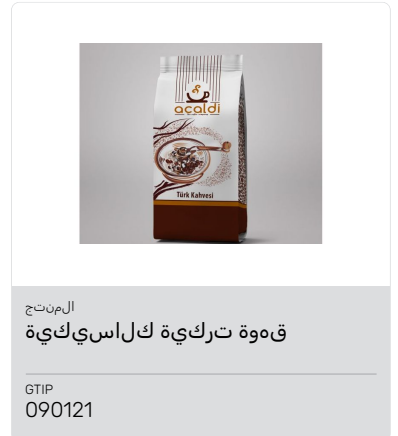 acaldi
Türk Kahvesi
المنتج
قهوة تركية كلاسيكية
GTIP
090121